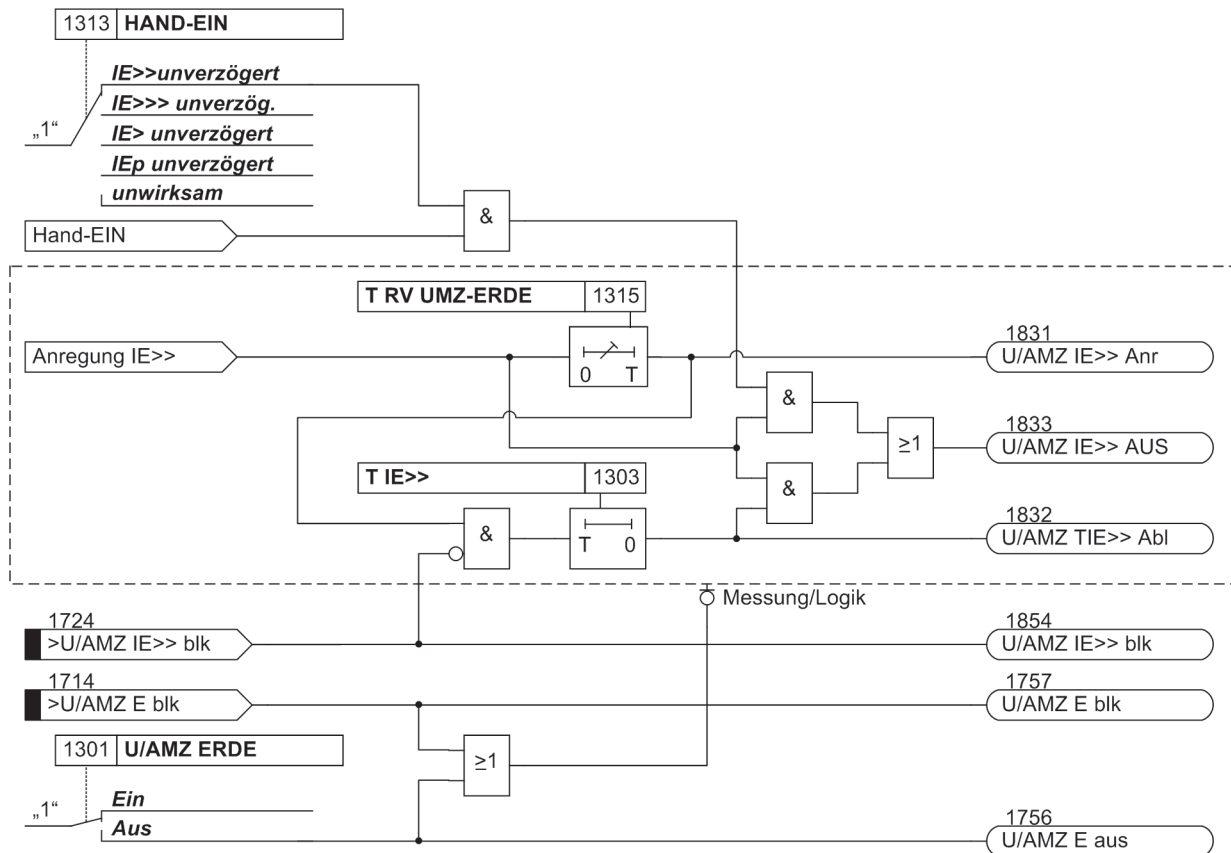 1313 HAND-EIN
IE>>unverzögert
IE>>> unverzög.
„1“
IE> unverzögert
IEp unverzögert
unwirksam
&
Hand-EIN
T RV UMZ-ERDE 1315
Anregung IE>>
0 T
1831
U/AMZ IE>> Anr
&
≥1
1833
U/AMZ IE>> AUS
T IE>> 1303
&
&
T 0
1832
U/AMZ TIE>> Abl
Messung/Logik
1724
>U/AMZ IE>> blk
1854
U/AMZ IE>> blk
1714
>U/AMZ E blk
1757
U/AMZ E blk
1301 U/AMZ ERDE
≥1
„1“
Ein
Aus
1756
U/AMZ E aus